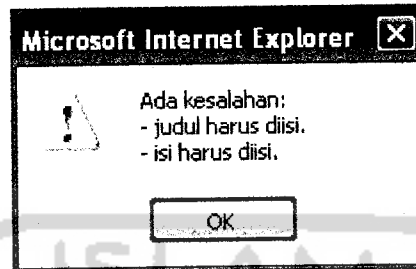 Microsoft Internet Explorer
Ada kesalahan:
- judul harus diisi.
- isi harus diisi.
OK